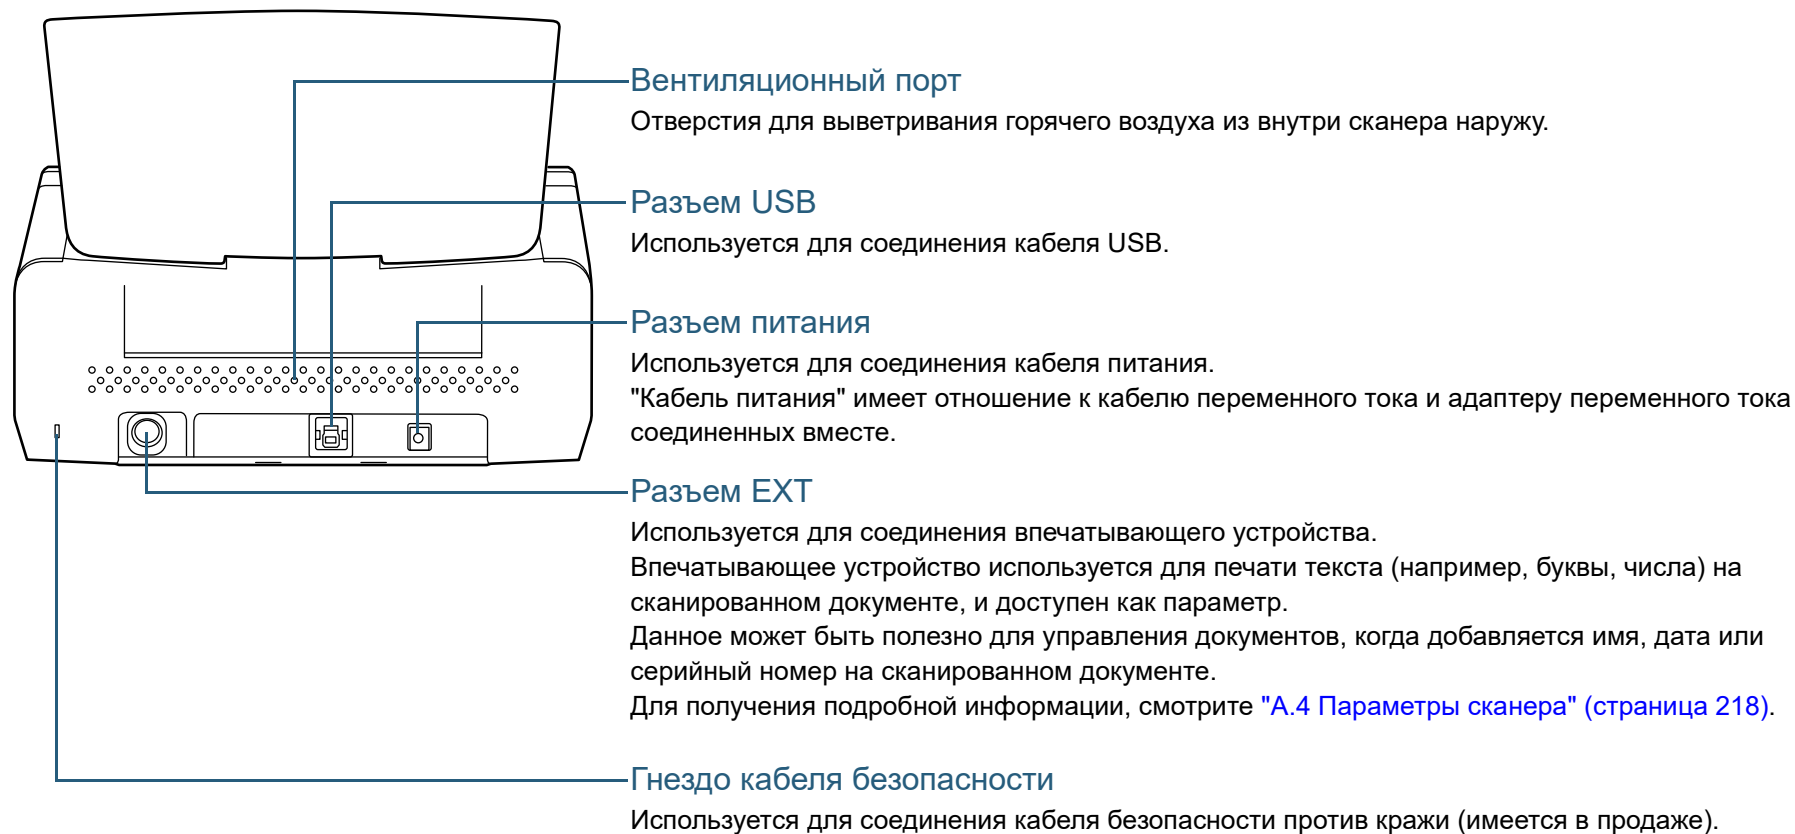 Вентиляционный порт
Отверстия для выветривания горячего воздуха из внутри сканера наружу.
Разъем USB
Используется для соединения кабеля USB.
Разъем питания
Используется для соединения кабеля питания.
"Кабель питания" имеет отношение к кабелю переменного тока и адаптеру переменного тока
соединенных вместе.
Разъем EXT
Используется для соединения впечатывающего устройства.
Впечатывающее устройство используется для печати текста (например, буквы, числа) на
сканированном документе, и доступен как параметр.
Данное может быть полезно для управления документов, когда добавляется имя, дата или
серийный номер на сканированном документе.
Для получения подробной информации, смотрите "A.4 Параметры сканера" (страница 218).
Гнездо кабеля безопасности
Используется для соединения кабеля безопасности против кражи (имеется в продаже).